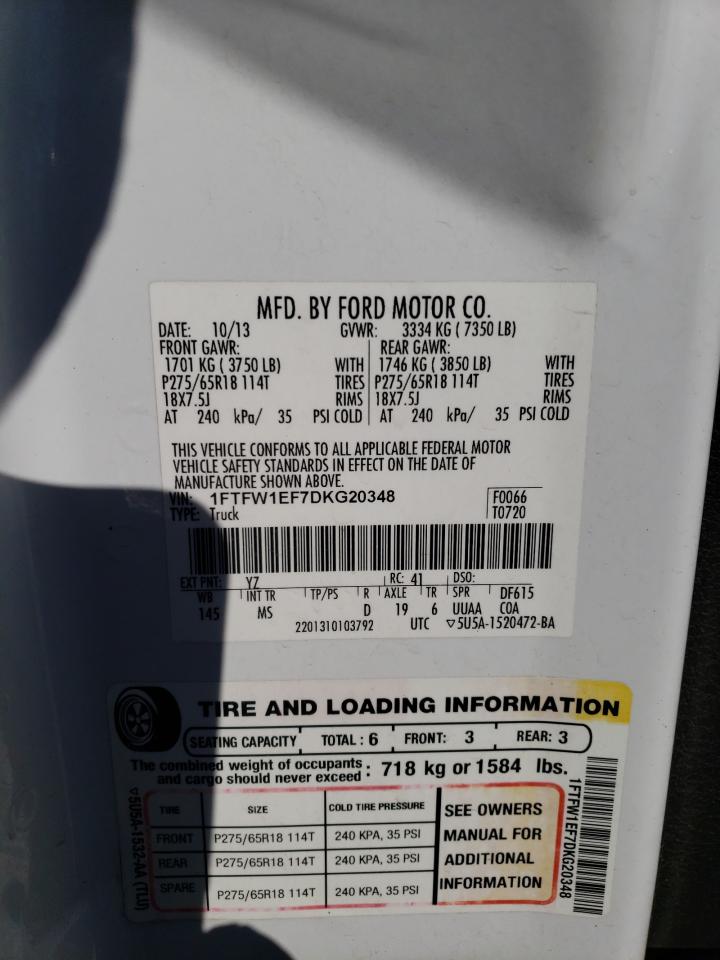 MFD. BY FORD MOTOR CO.
DATE: 10/13 GVWR: 3334 KG ( 7350 LB)
FRONT GAWR: REAR GAWR:
1701 KG ( 3750 LB) WITH 1746 KG ( 3850 LB) WITH
P275/65R18 114T TIRES P275/65R18 114T TIRES
18X7.5J RIMS 18X7.5J RIMS
AT 240 kPa/ 35 PSI COLD AT 240 kPa/ 35 PSI COLD
THIS VEHICLE CONFORMS TO ALL APPLICABLE FEDERAL MOTOR
VEHICLE SAFETY STANDARDS IN EFFECT ON THE DATE OF
MANUFACTURE SHOWN ABOVE.
VIN: 1FTFW1EF7DKG20348 F0066
TYPE: Truck T0720
EXT PNT: YZ RC: 41 DSO:
WB INT TR TP/PS R AXLE TR SPR DF615
145 MS D 19 6 UUAA COA
2201310103792 UTC ▽5U5A-1520472-BA
TIRE AND LOADING INFORMATION
SEATING CAPACITY TOTAL : 6 FRONT: 3 REAR: 3
The combined weight of occupants
and cargo should never exceed : 718 kg or 1584 lbs.
TIRE SIZE COLD TIRE PRESSURE
FRONT P275/65R18 114T 240 KPA, 35 PSI
REAR P275/65R18 114T 240 KPA, 35 PSI
SPARE P275/65R18 114T 240 KPA, 35 PSI
SEE OWNERS
MANUAL FOR
ADDITIONAL
INFORMATION
▽5U5A-1532-AA (TLU)
1FTFW1EF7DKG20348